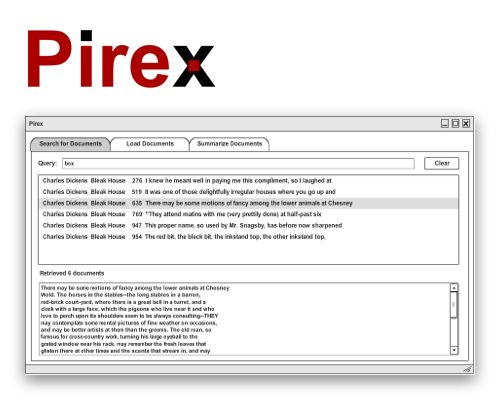 Pirex
Pirex
Search for Documents Load Documents Summarize Documents
Query: box Clear
Charles Dickens Bleak House 276 I knew he meant well in paying me this compliment, so I laughed at
Charles Dickens Bleak House 519 It was one of those delightfully irregular houses where you go up and
Charles Dickens Bleak House 635 There may be some motions of fancy among the lower animals at Chesney
Charles Dickens Bleak House 769 "They attend matins with me (very prettily done) at half-past six
Charles Dickens Bleak House 947 This proper name, so used by Mr. Snagsby, has before now sharpened
Charles Dickens Bleak House 954 The red bit, the black bit, the inkstand top, the other inkstand top,
Retrieved 6 documents
There may be some motions of fancy among the lower animals at Chesney
Wold. The horses in the stables--the long stables in a barren,
red-brick court-yard, where there is a great bell in a turret, and a
clock with a large face, which the pigeons who live near it and who
love to perch upon its shoulders seem to be always consulting--THEY
may contemplate some mental pictures of fine weather on occasions,
and may be better artists at them than the grooms. The old roan, so
famous for cross-country work, turning his large eyeball to the
grated window near his rack, may remember the fresh leaves that
glisten there at other times and the scents that stream in, and may